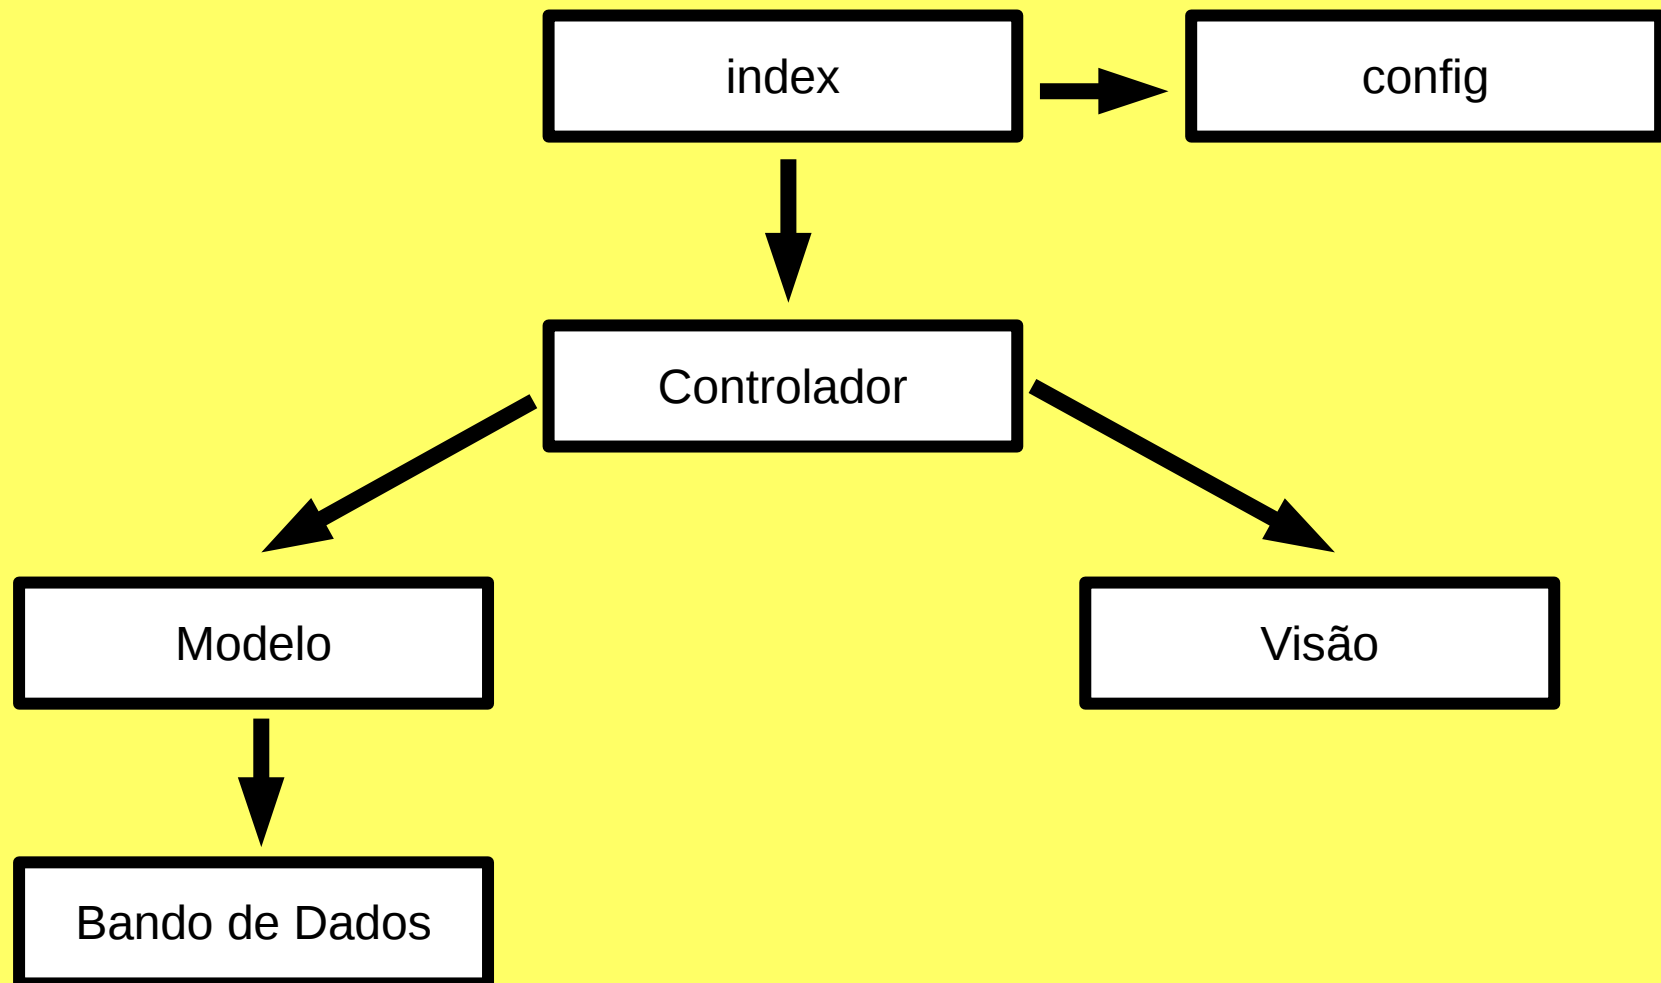 index
config
Controlador
Modelo
Visão
Bando de Dados